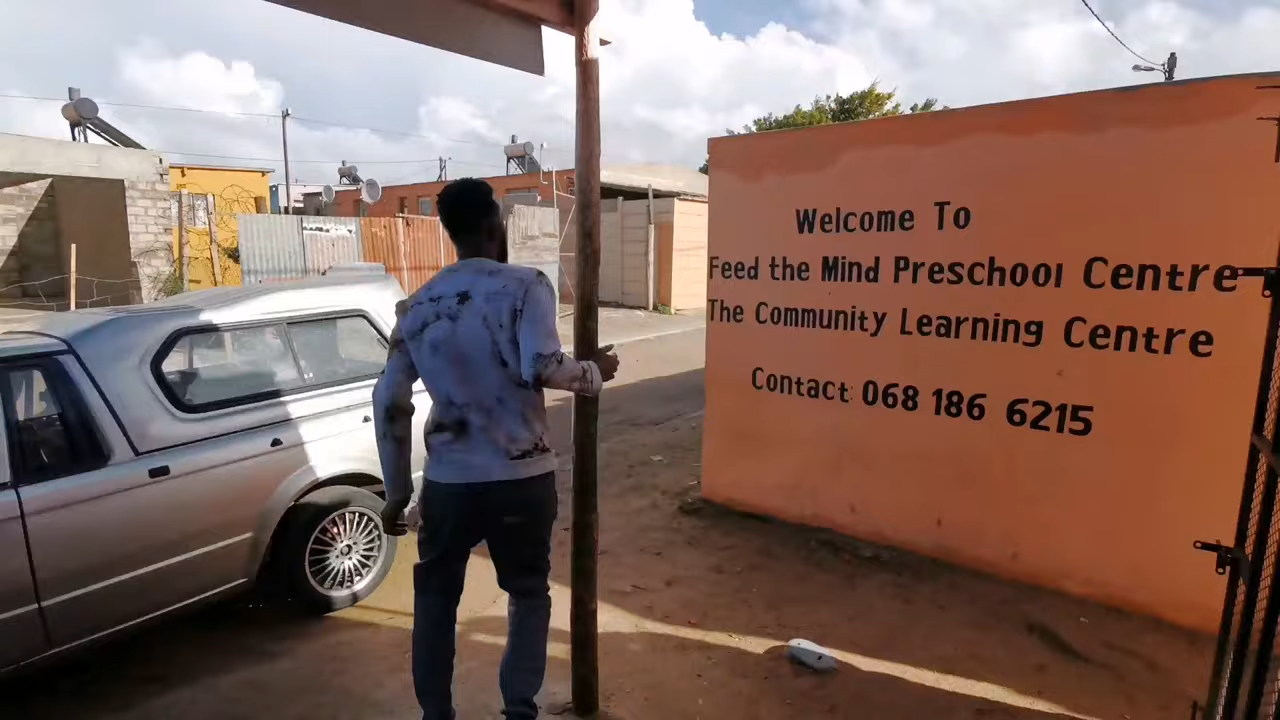 Welcome To
Feed the Mind Preschool Centre
The Community Learning Centre
Contact: 068 186 6215